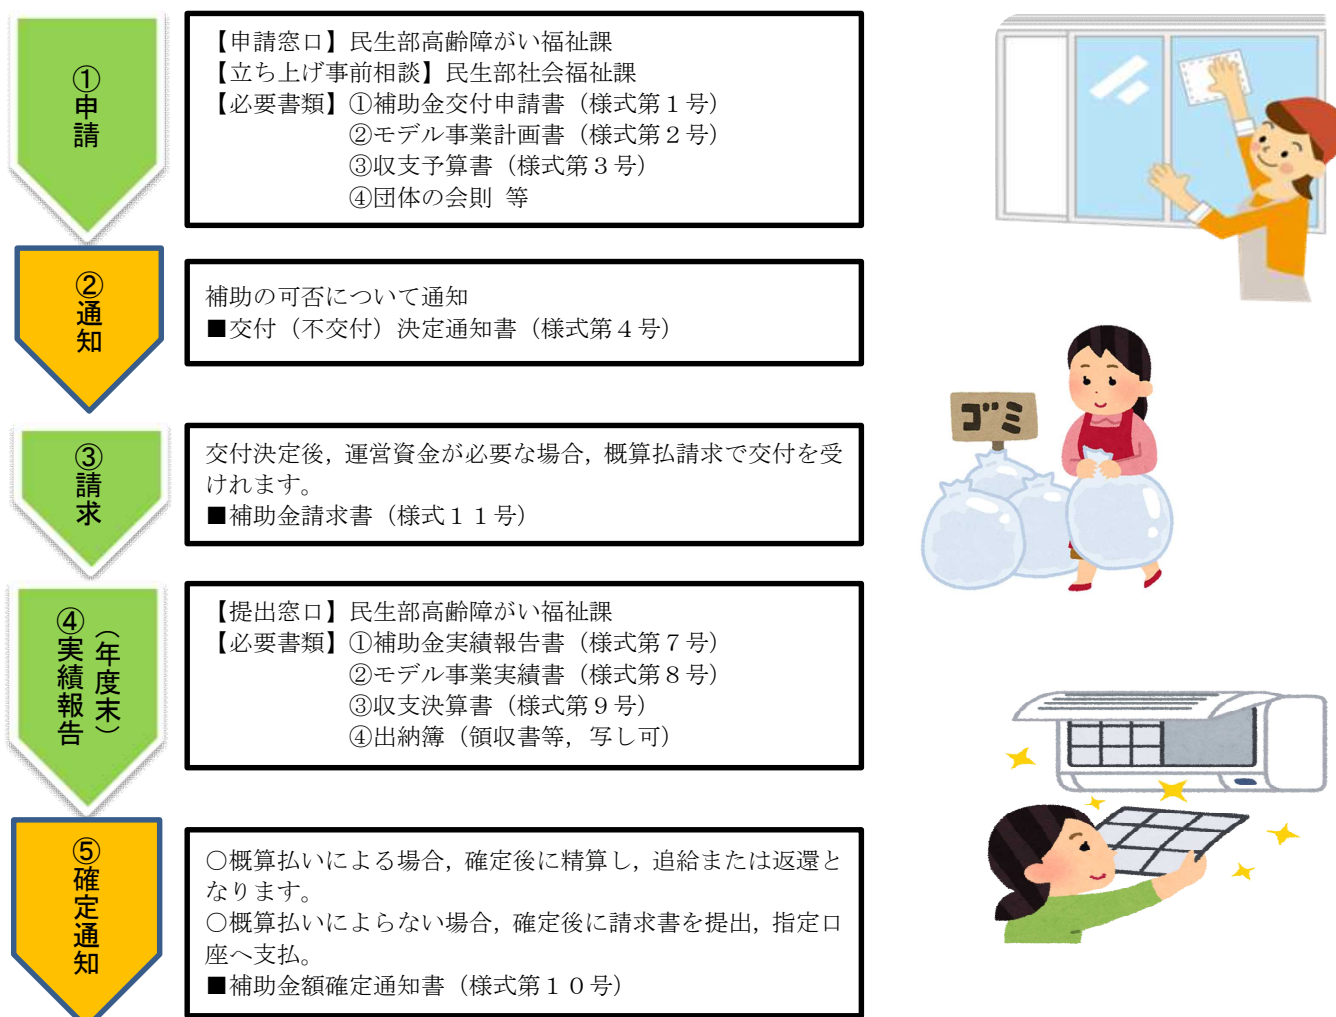 ①申請
【申請窓口】民生部高齢障がい福祉課
【立ち上げ事前相談】民生部社会福祉課
【必要書類】①補助金交付申請書（様式第１号）
②モデル事業計画書（様式第２号）
③収支予算書（様式第３号）
④団体の会則 等
②通知
補助の可否について通知
■交付（不交付）決定通知書（様式第４号）
③請求
交付決定後，運営資金が必要な場合，概算払請求で交付を受
けれます。
■補助金請求書（様式１１号）
ゴミ
④実績報告
（年度末）
【提出窓口】民生部高齢障がい福祉課
【必要書類】①補助金実績報告書（様式第７号）
②モデル事業実績書（様式第８号）
③収支決算書（様式第９号）
④出納簿（領収書等，写し可）
⑤確定通知
○概算払いによる場合，確定後に精算し，追給または返還と
なります。
○概算払いによらない場合，確定後に請求書を提出，指定口
座へ支払。
■補助金額確定通知書（様式第１０号）